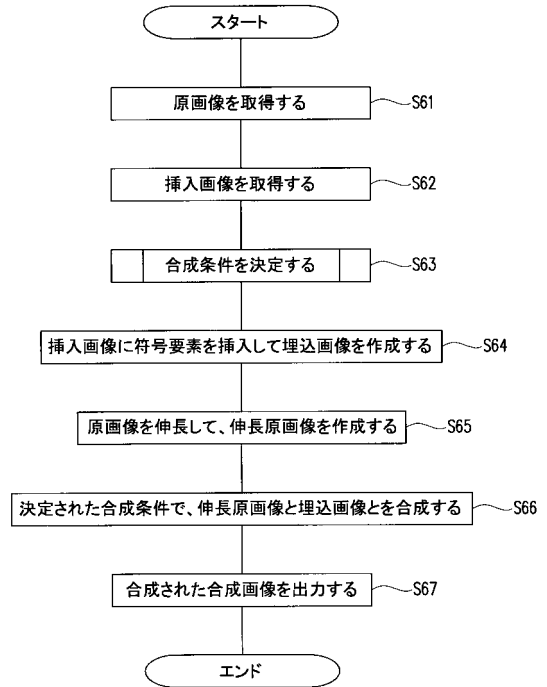 スタート
原画像を取得する
S61
挿入画像を取得する
S62
合成条件を決定する
S63
挿入画像に符号要素を挿入して埋込画像を作成する
S64
原画像を伸長して、伸長原画像を作成する
S65
決定された合成条件で、伸長原画像と埋込画像とを合成する
S66
合成された合成画像を出力する
S67
エンド